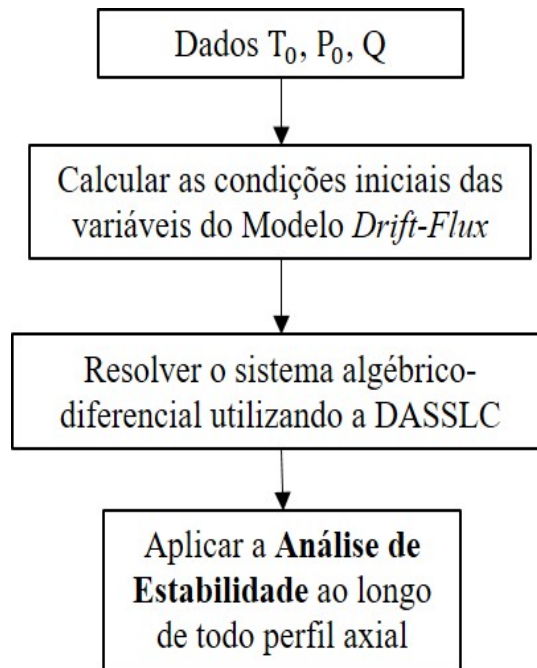 Dados T₀, P₀, Q
Calcular as condições iniciais das
variáveis do Modelo Drift-Flux
Resolver o sistema algébrico-
diferencial utilizando a DASSLC
Aplicar a Análise de
Estabilidade ao longo
de todo perfil axial